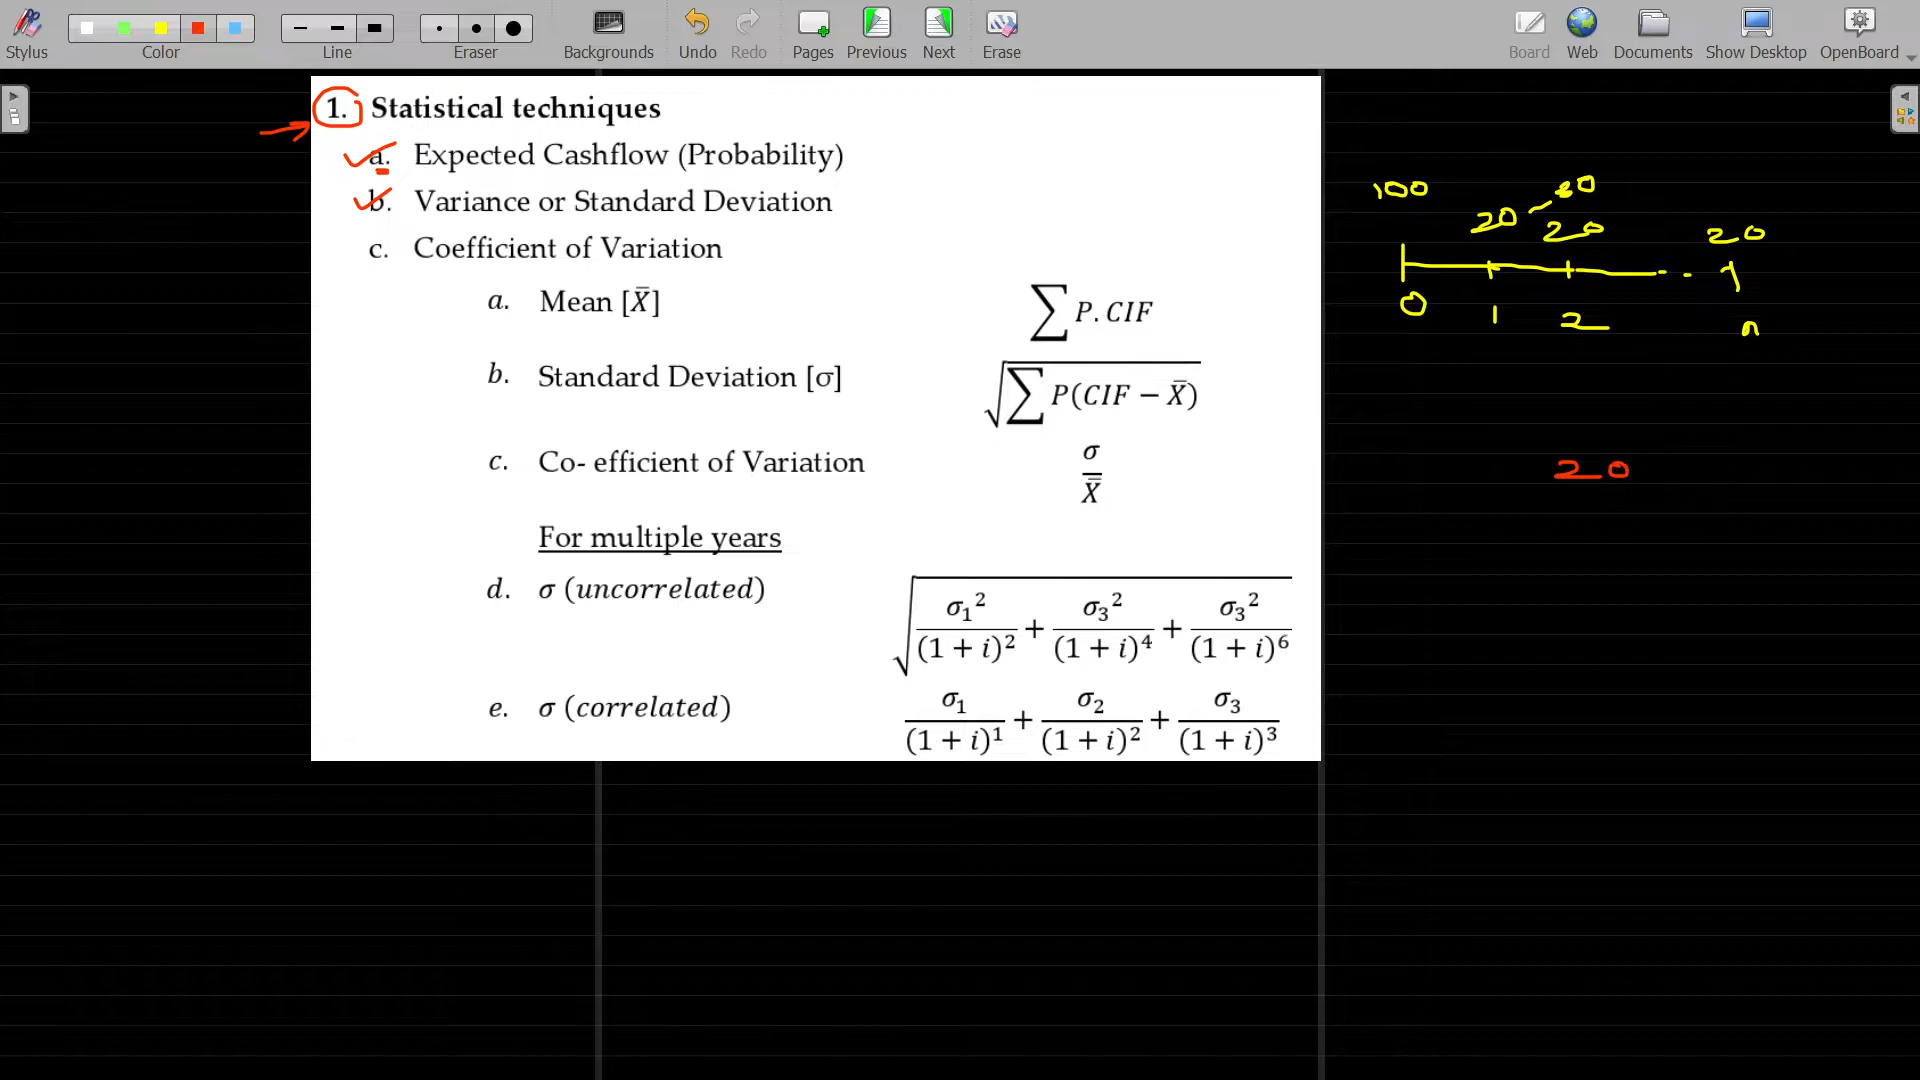 Stylus Color Line Eraser Backgrounds Undo Redo Pages Previous Next Erase Board Web Documents Show Desktop OpenBoard
1. Statistical techniques
a. Expected Cashflow (Probability)
b. Variance or Standard Deviation
c. Coefficient of Variation
a. Mean [X̄] ∑ P. CIF
b. Standard Deviation [σ] √∑ P(CIF − X̄)
c. Co- efficient of Variation σ/X̄
For multiple years
d. σ (uncorrelated) √(σ₁²/(1 + i)² + σ₃²/(1 + i)⁴ + σ₃²/(1 + i)⁶)
e. σ (correlated) σ₁/(1 + i)¹ + σ₂/(1 + i)² + σ₃/(1 + i)³
100
20 20 20
0 1 2 n
20